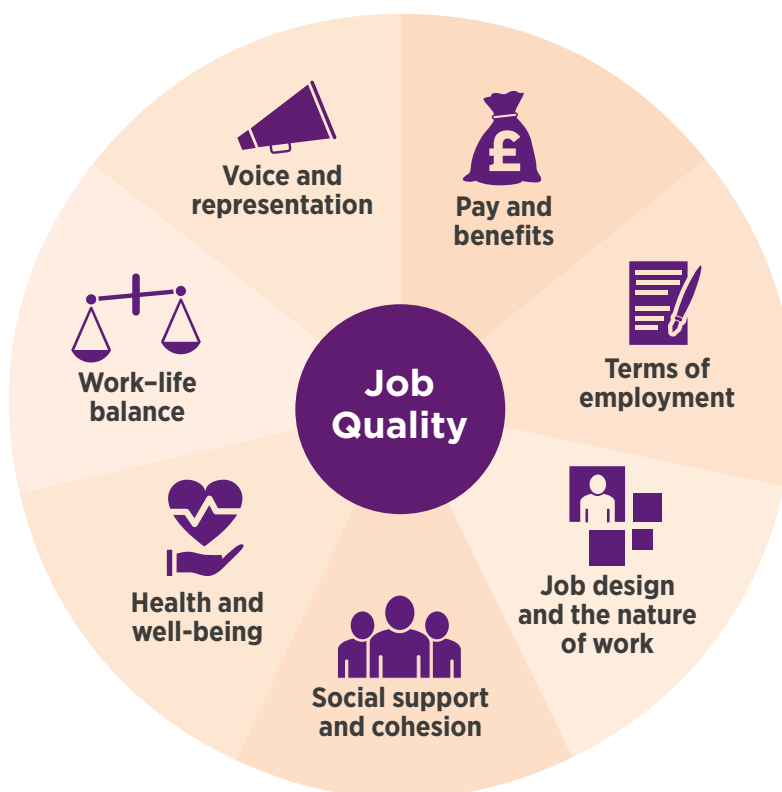 Voice and
representation
£
Pay and
benefits
Work–life
balance
Job
Quality
Terms of
employment
Health and
well-being
Job design
and the nature
of work
Social support
and cohesion